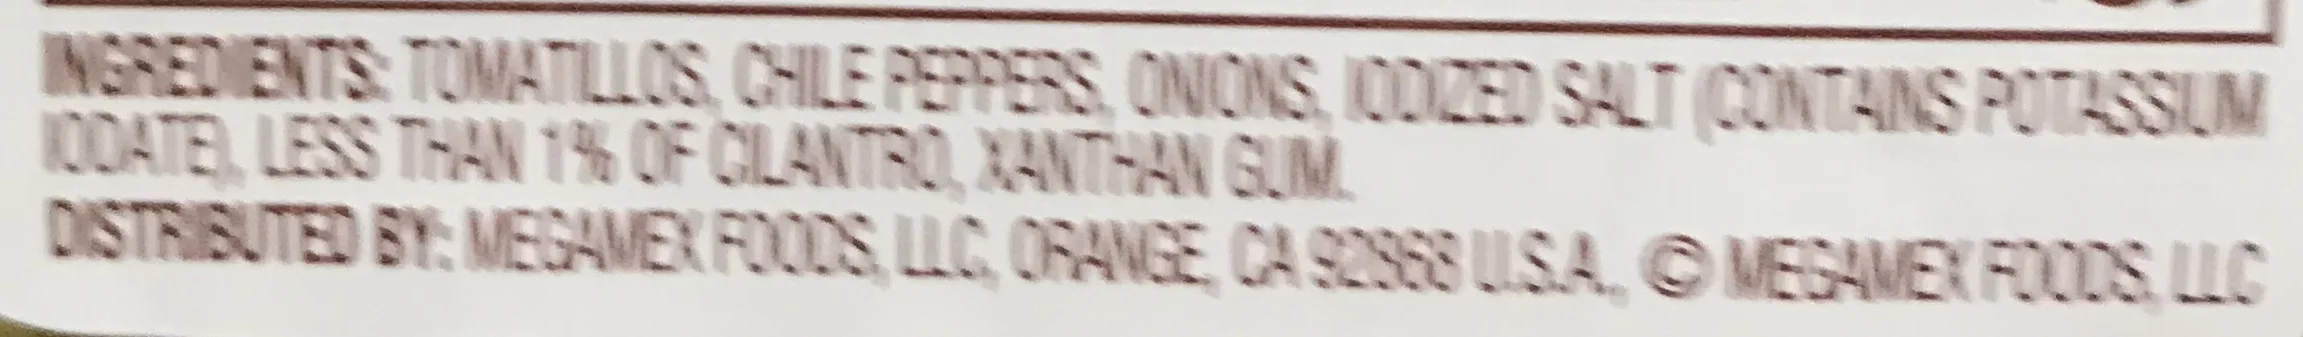 INGREDIENTS: TOMATILLOS, CHILE PEPPERS, ONIONS, IODIZED SALT (CONTAINS POTASSIUM
IODATE), LESS THAN 1% OF CILANTRO, XANTHAN GUM.
DISTRIBUTED BY: MEGAMEX FOODS, LLC, ORANGE, CA 92868 U.S.A., © MEGAMEX FOODS, LLC